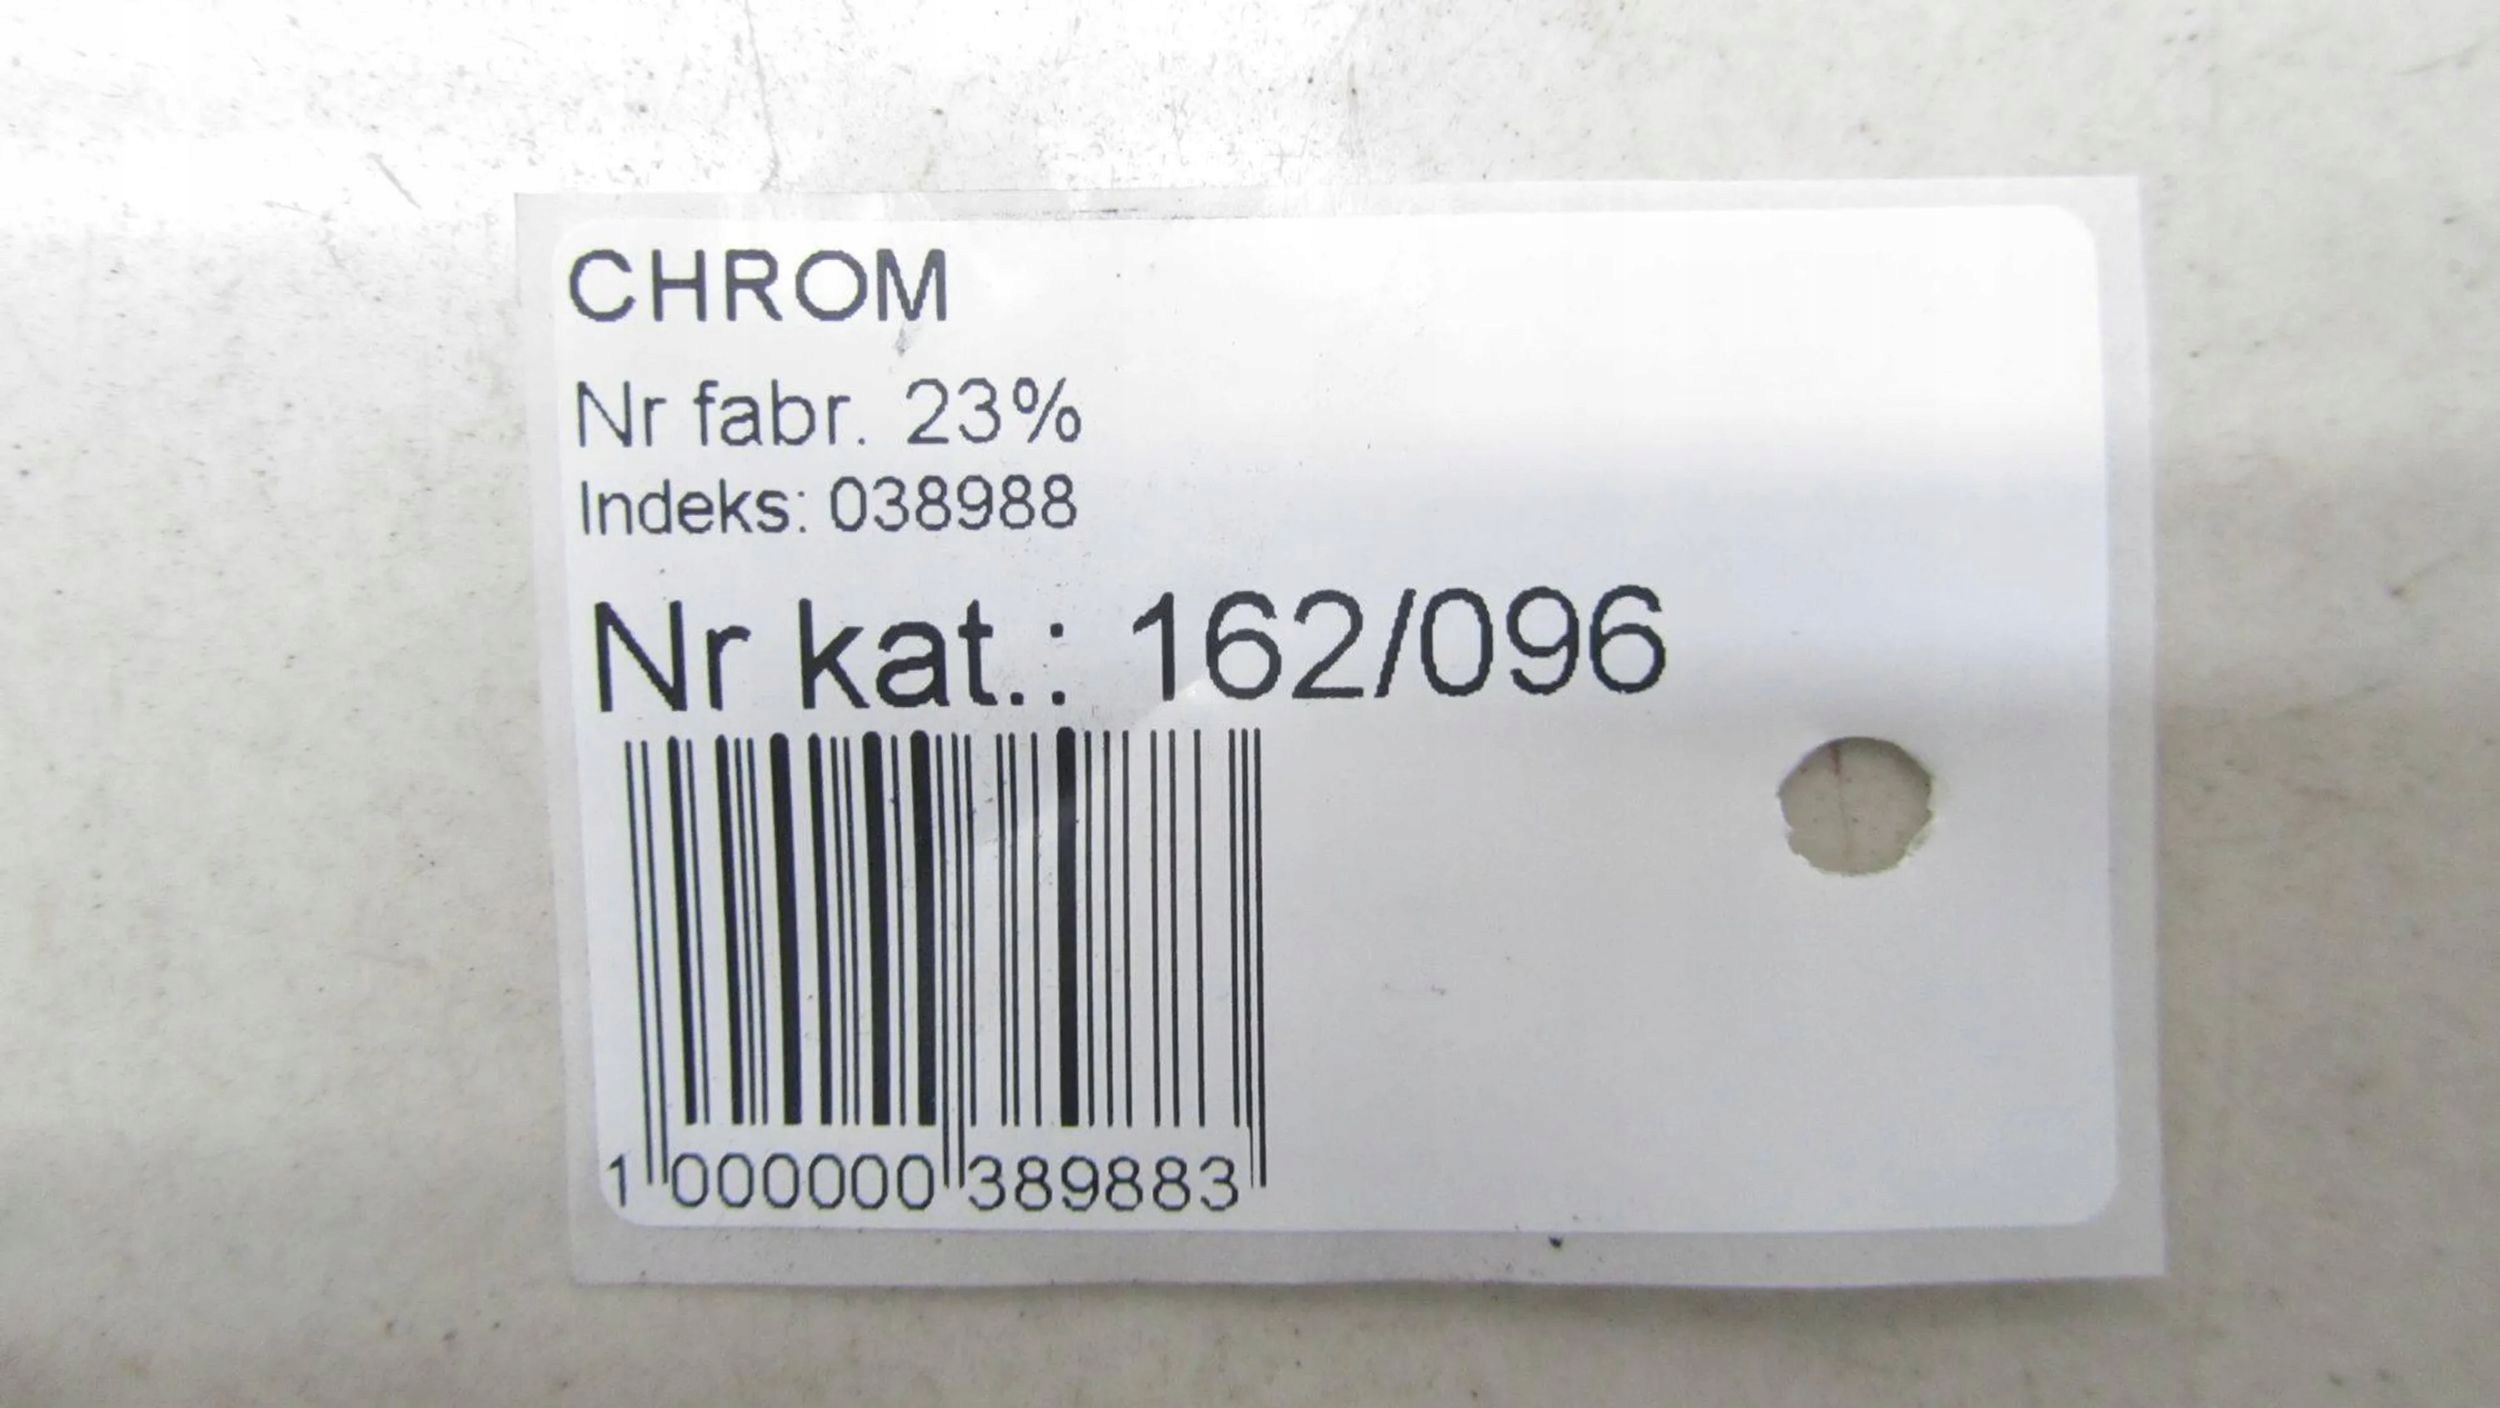 CHROM
Nr fabr. 23%
Indeks: 038988
Nr kat.: 162/096
1 000000 389883